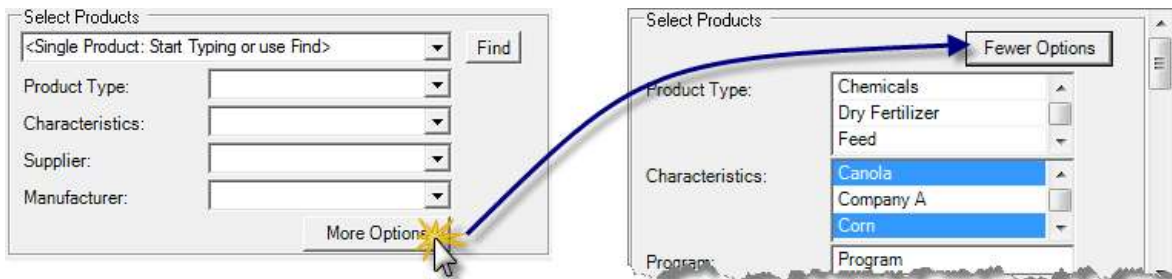 Select Products
<Single Product: Start Typing or use Find>
Find
Product Type:
Characteristics:
Supplier:
Manufacturer:
More Options
Select Products
Fewer Options
Product Type:
Chemicals
Dry Fertilizer
Feed
Characteristics:
Canola
Company A
Corn
Program:
Program